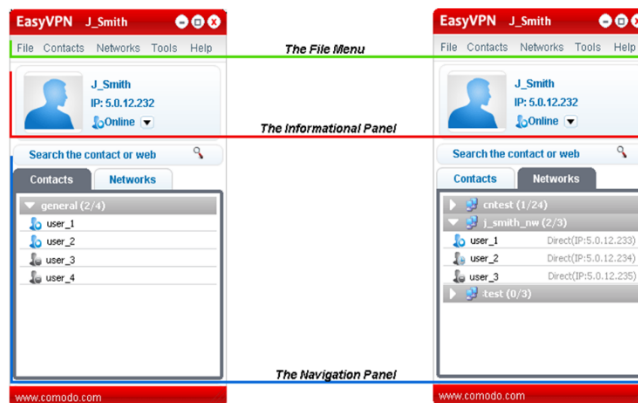 EasyVPN J_Smith
File Contacts Networks Tools Help
J_Smith
IP: 5.0.12.232
Online
Search the contact or web
Contacts Networks
general (2/4)
user_1
user_2
user_3
user_4
www.comodo.com
The File Menu
The Informational Panel
The Navigation Panel
EasyVPN J_Smith
File Contacts Networks Tools Help
J_Smith
IP: 5.0.12.232
Online
Search the contact or web
Contacts Networks
cntest (1/24)
j_smith_nw (2/3)
user_1 Direct(IP:5.0.12.233)
user_2 Direct(IP:5.0.12.234)
user_3 Direct(IP:5.0.12.235)
test (0/3)
www.comodo.com